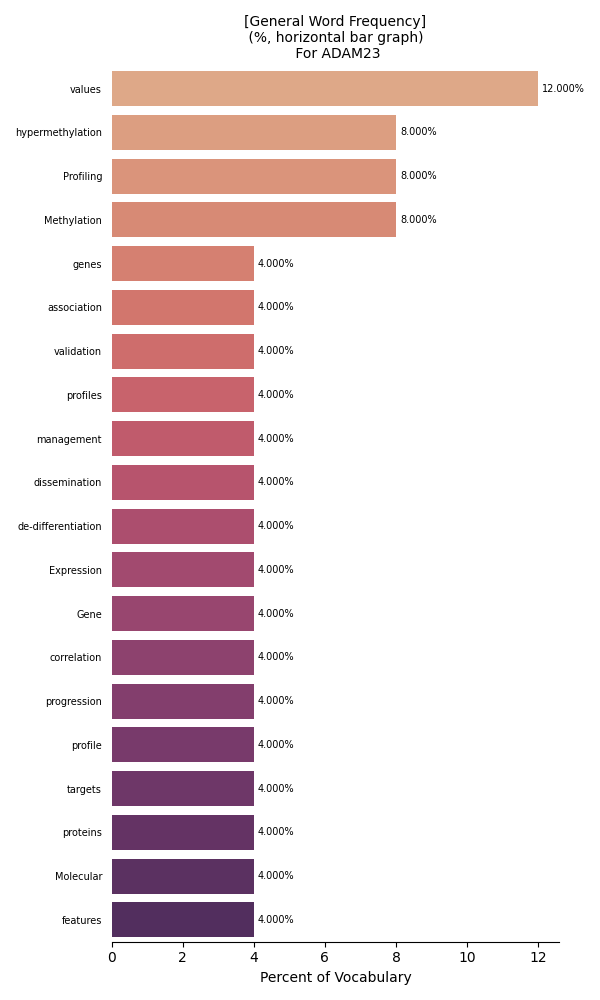 [General Word Frequency]
(%, horizontal bar graph)
For ADAM23
values 12.000%
hypermethylation 8.000%
Profiling 8.000%
Methylation 8.000%
genes 4.000%
association 4.000%
validation 4.000%
profiles 4.000%
management 4.000%
dissemination 4.000%
de-differentiation 4.000%
Expression 4.000%
Gene 4.000%
correlation 4.000%
progression 4.000%
profile 4.000%
targets 4.000%
proteins 4.000%
Molecular 4.000%
features 4.000%
0 2 4 6 8 10 12
Percent of Vocabulary